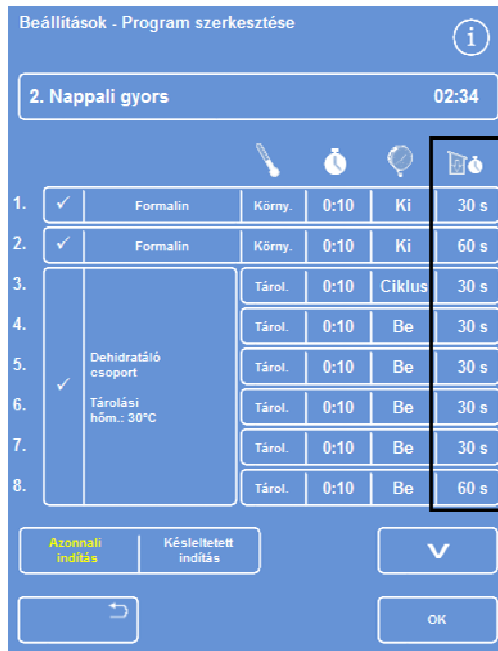 Beállítások - Program szerkesztése
i
2. Nappali gyors 02:34
1. ✓ Formalin Körny. 0:10 Ki 30 s
2. ✓ Formalin Körny. 0:10 Ki 60 s
3. Tárol. 0:10 Ciklus 30 s
4. Tárol. 0:10 Be 30 s
5. Tárol. 0:10 Be 30 s
6. Tárol. 0:10 Be 30 s
7. Tárol. 0:10 Be 30 s
8. Tárol. 0:10 Be 60 s
✓ Dehidratáló
csoport
Tárolási
hőm.: 30°C
Azonnali
indítás
Késleltetett
indítás
OK